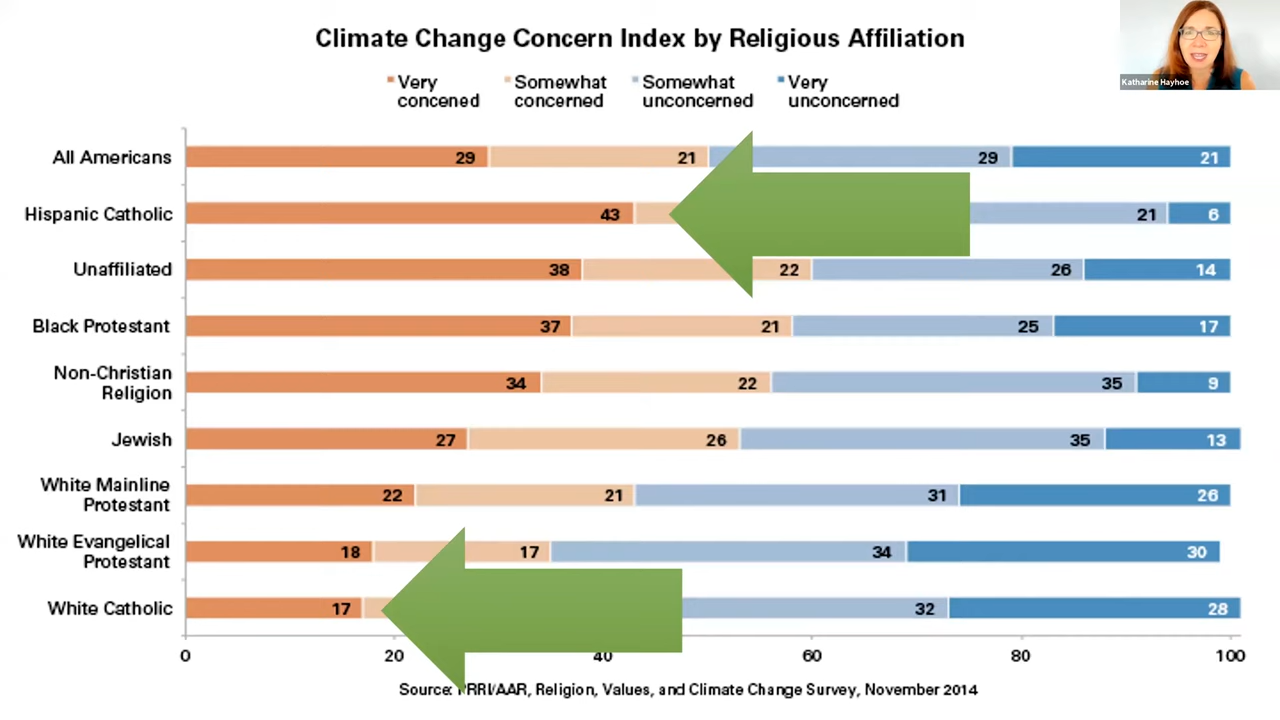 Climate Change Concern Index by Religious Affiliation
Katharine Hayhoe
Very
concened
Somewhat
concerned
Somewhat
unconcerned
Very
unconcerned
All Americans 29 21 29 21
Hispanic Catholic 43 21 6
Unaffiliated 38 22 26 14
Black Protestant 37 21 25 17
Non-Christian
Religion 34 22 35 9
Jewish 27 26 35 13
White Mainline
Protestant 22 21 31 26
White Evangelical
Protestant 18 17 34 30
White Catholic 17 32 28
0 20 40 60 80 100
Source: PRRI/AAR, Religion, Values, and Climate Change Survey, November 2014